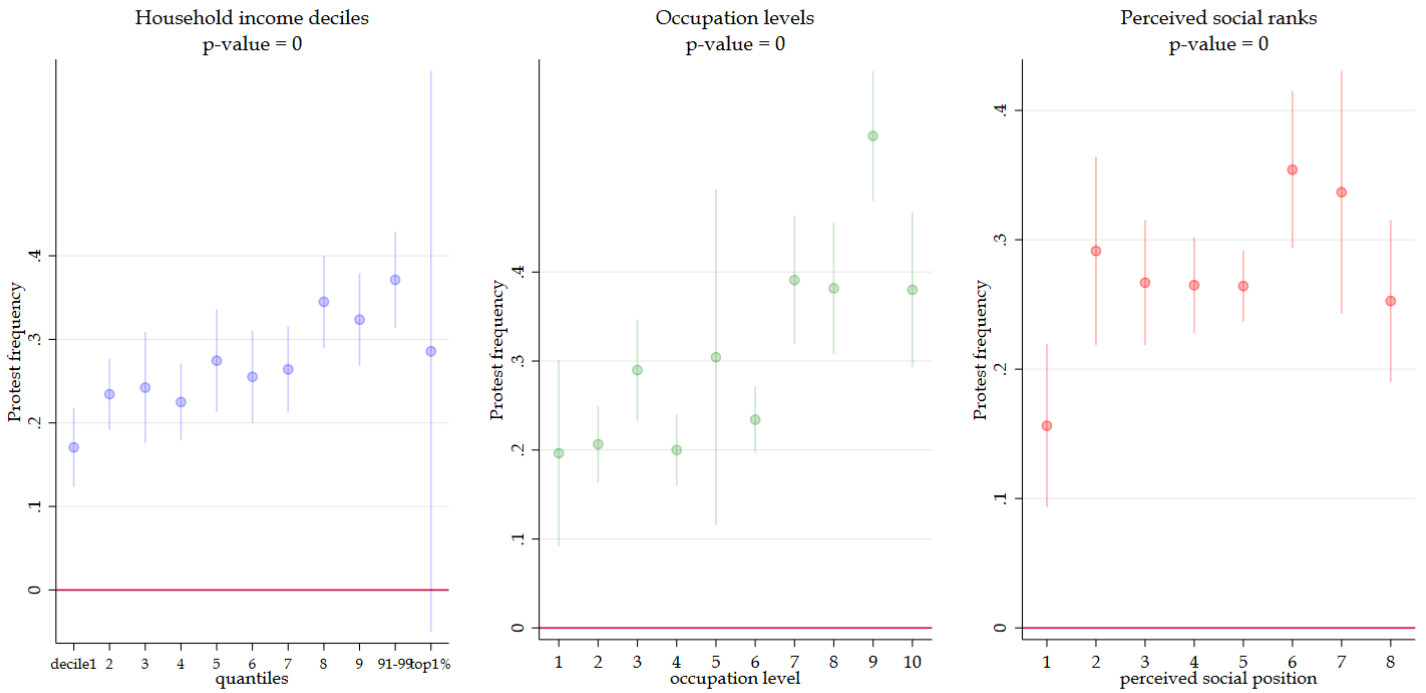 Household income deciles
p-value = 0
Protest frequency
.4
.3
.2
.1
0
decile1 2 3 4 5 6 7 8 9 91-99 top1%
quantiles
Occupation levels
p-value = 0
Protest frequency
.4
.3
.2
.1
0
1 2 3 4 5 6 7 8 9 10
occupation level
Perceived social ranks
p-value = 0
Protest frequency
.4
.3
.2
.1
0
1 2 3 4 5 6 7 8
perceived social position